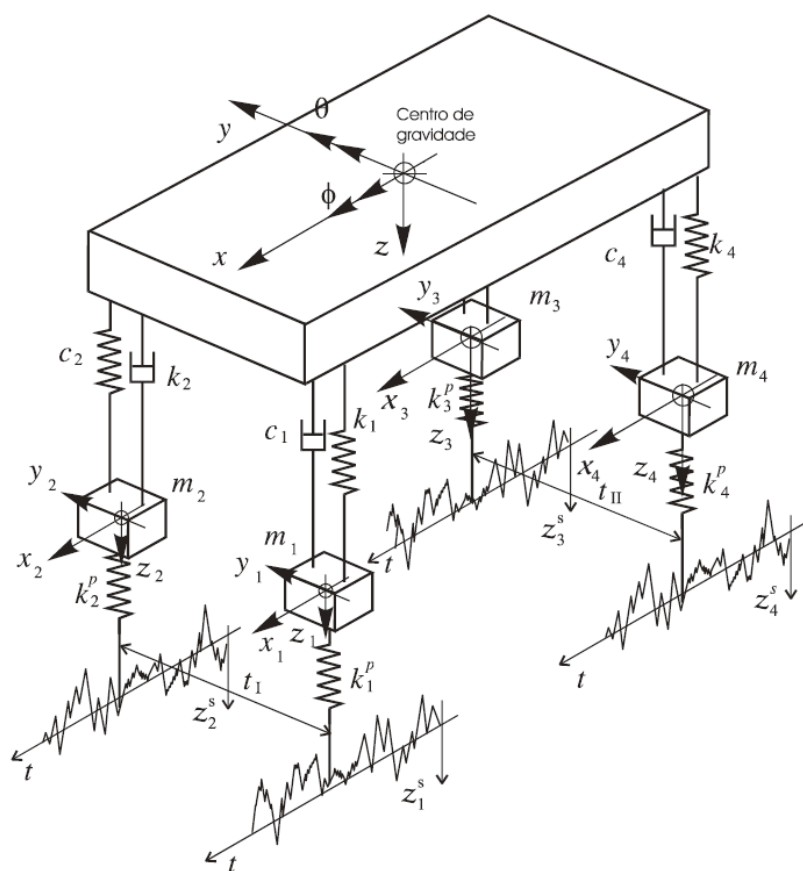 θ
y
Centro de
gravidade
ϕ
x
z
c₄
k₄
y₃
m₃
c₂
k₂
y₄
m₄
x₃
k₃ᵖ
c₁
k₁
z₃
x₄
z₄
k₄ᵖ
y₂
m₂
t_II
z₃ˢ
x₂
z₂
m₁
t
y₁
k₂ᵖ
x₁
z₁
z₄ˢ
t_I
k₁ᵖ
t
z₂ˢ
t
z₁ˢ
t